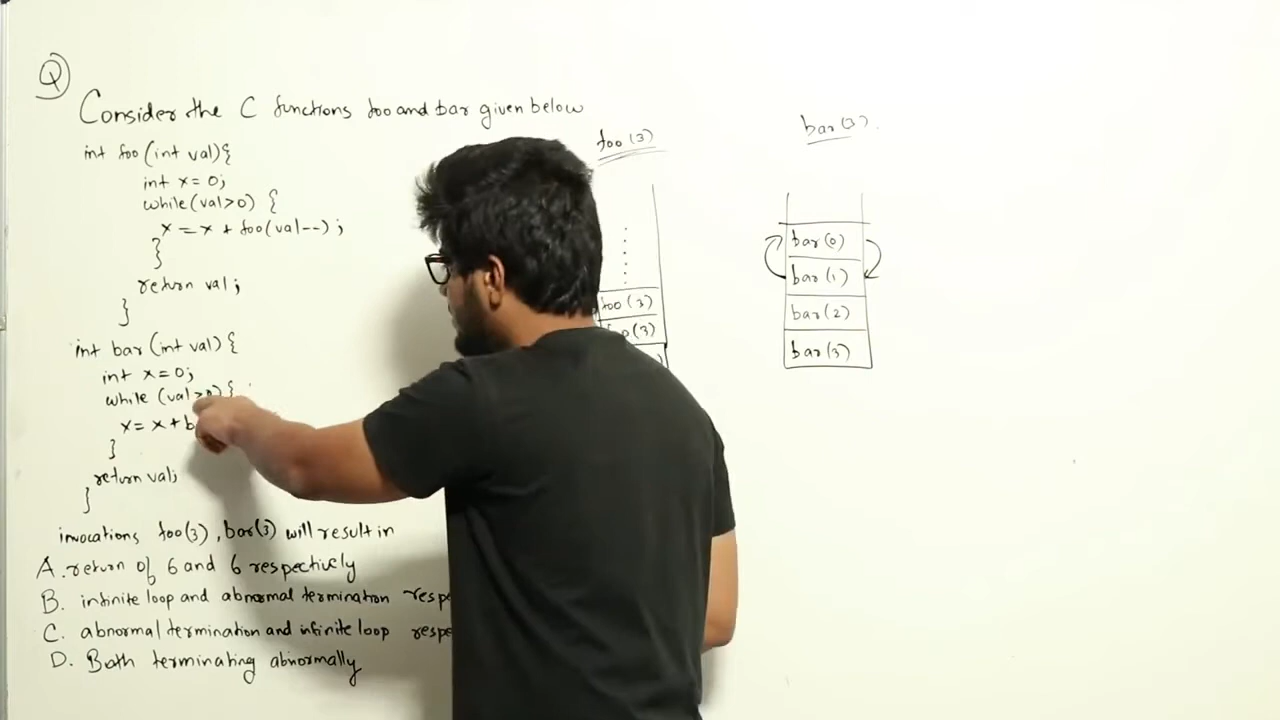 Q
Consider the C functions foo and bar given below
int foo (int val) {
int x = 0;
while (val>0) {
x = x + foo(val--);
}
return val;
}
int bar (int val) {
int x = 0;
while (val>0) {
x = x + b
}
return val;
}
invocations foo(3), bar(3) will result in
A. return of 6 and 6 respectively
B. infinite loop and abnormal termination respe
C. abnormal termination and infinite loop respe
D. Both terminating abnormally
foo (3)
foo (3)
foo (3)
bar (3).
bar (0)
bar (1)
bar (2)
bar (3)